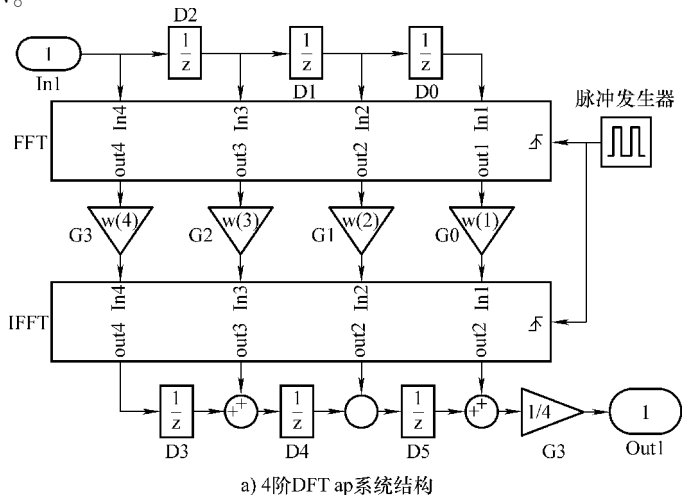 D2
1
1
z
1
z
1
z
In1
D1
D0
脉冲发生器
In4
In3
In2
In1
FFT
out4
out3
out2
out1
w(4)
w(3)
w(2)
w(1)
G3
G2
G1
G0
In4
In3
In2
In1
IFFT
out4
out3
out2
out2
1
z
+
+
1
z
1
z
+
+
1/4
1
D3
D4
D5
G3
Out1
a) 4阶DFT ap系统结构